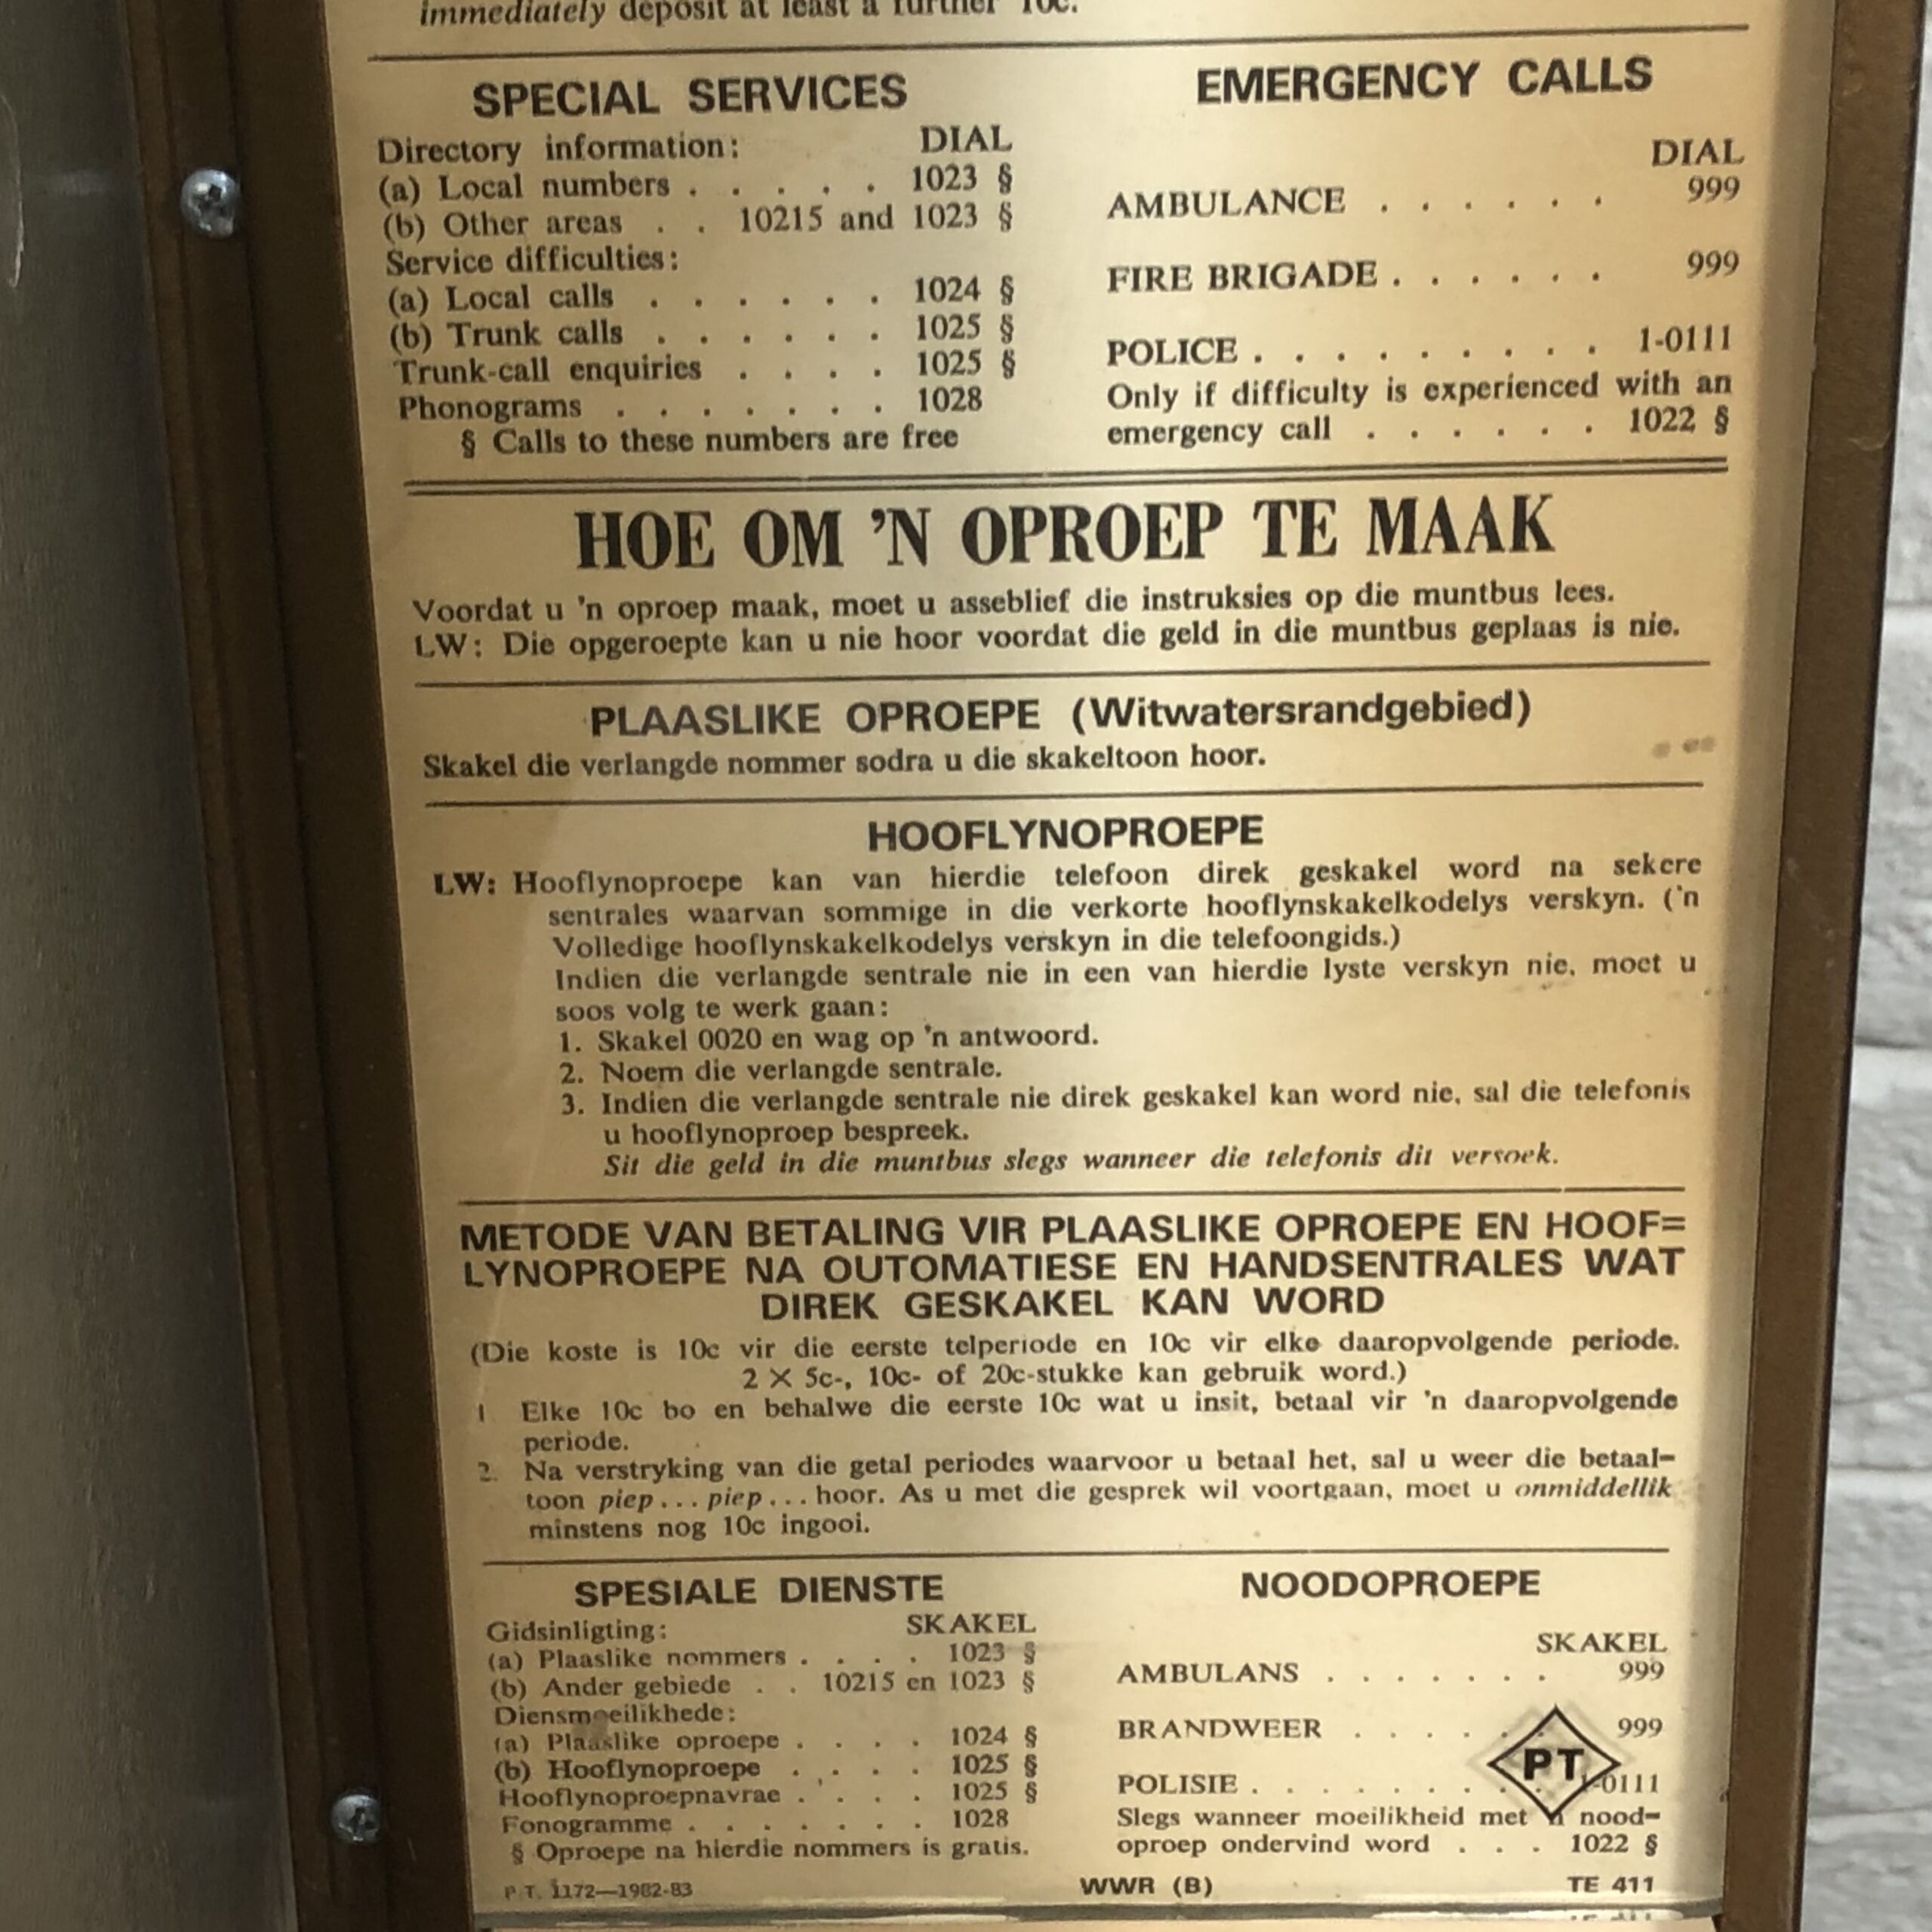 immediately deposit at least a further 10c.
SPECIAL SERVICES
Directory information: DIAL
(a) Local numbers . . . . . . 1023 §
(b) Other areas . . 10215 and 1023 §
Service difficulties:
(a) Local calls . . . . . . . 1024 §
(b) Trunk calls . . . . . . 1025 §
Trunk-call enquiries . . . . 1025 §
Phonograms . . . . . . . 1028
§ Calls to these numbers are free
EMERGENCY CALLS
DIAL
AMBULANCE . . . . . . 999
FIRE BRIGADE . . . . . . 999
POLICE . . . . . . . . . 1-0111
Only if difficulty is experienced with an
emergency call . . . . . . 1022 §
HOE OM 'N OPROEP TE MAAK
Voordat u 'n oproep maak, moet u asseblief die instruksies op die muntbus lees.
LW: Die opgeroepte kan u nie hoor voordat die geld in die muntbus geplaas is nie.
PLAASLIKE OPROEPE (Witwatersrandgebied)
Skakel die verlangde nommer sodra u die skakeltoon hoor.
HOOFLYNOPROEPE
LW: Hooflynoproepe kan van hierdie telefoon direk geskakel word na sekere
sentrales waarvan sommige in die verkorte hooflynskakelkodelys verskyn. ('n
Volledige hooflynskakelkodelys verskyn in die telefoongids.)
Indien die verlangde sentrale nie in een van hierdie lyste verskyn nie, moet u
soos volg te werk gaan:
1. Skakel 0020 en wag op 'n antwoord.
2. Noem die verlangde sentrale.
3. Indien die verlangde sentrale nie direk geskakel kan word nie, sal die telefonis
u hooflynoproep bespreek.
Sit die geld in die muntbus slegs wanneer die telefonis dit versoek.
METODE VAN BETALING VIR PLAASLIKE OPROEPE EN HOOF=
LYNOPROEPE NA OUTOMATIESE EN HANDSENTRALES WAT
DIREK GESKAKEL KAN WORD
(Die koste is 10c vir die eerste telperiode en 10c vir elke daaropvolgende periode.
2 × 5c-, 10c- of 20c-stukke kan gebruik word.)
1 Elke 10c bo en behalwe die eerste 10c wat u insit, betaal vir 'n daaropvolgende
periode.
2. Na verstryking van die getal periodes waarvoor u betaal het, sal u weer die betaal-
toon piep... piep... hoor. As u met die gesprek wil voortgaan, moet u onmiddellik
minstens nog 10c ingooi.
SPESIALE DIENSTE
Gidsinligting: SKAKEL
(a) Plaaslike nommers . . . . 1023 §
(b) Ander gebiede . . 10215 en 1023 §
Diensmoeilikhede:
(a) Plaaslike oproepe . . . . 1024 §
(b) Hooflynoproepe . . . . 1025 §
Hooflynoproepnavrae . . . . 1025 §
Fonogramme . . . . . . . 1028
§ Oproepe na hierdie nommers is gratis.
NOODOPROEPE
SKAKEL
AMBULANS . . . . . . . 999
BRANDWEER . . . . . 999
PT
POLISIE . . . . . . . . -0111
Slegs wanneer moeilikheid met 'n nood-
oproep ondervind word . . . 1022 §
P.T. 1172—1982-83 WWR (B) TE 411